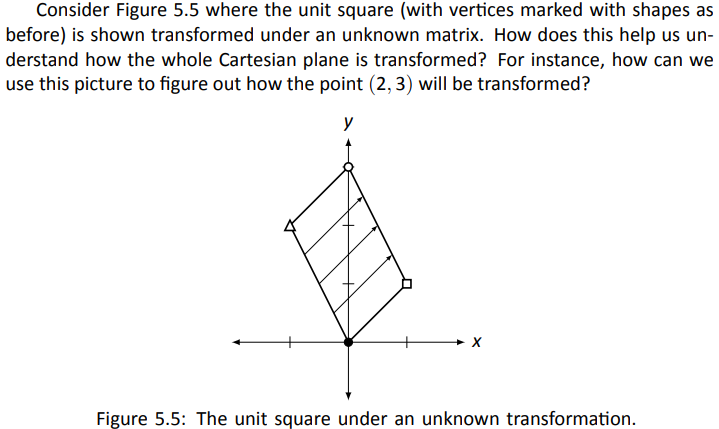 Consider Figure 5.5 where the unit square (with vertices marked with shapes as
before) is shown transformed under an unknown matrix. How does this help us un-
derstand how the whole Cartesian plane is transformed? For instance, how can we
use this picture to figure out how the point (2, 3) will be transformed?
y
x
Figure 5.5: The unit square under an unknown transformation.